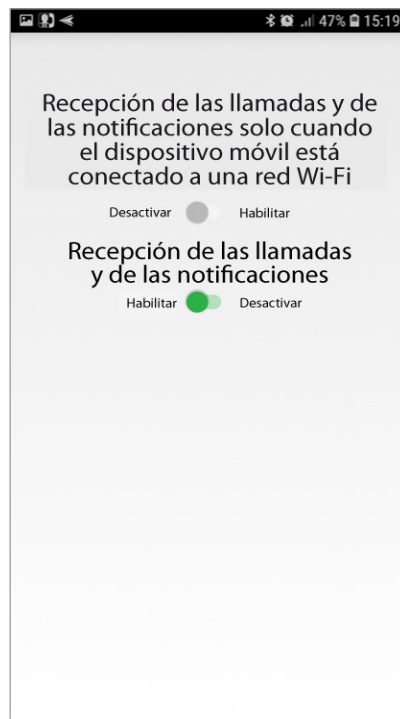 47% 15:19
Recepción de las llamadas y de
las notificaciones solo cuando
el dispositivo móvil está
conectado a una red Wi-Fi
Desactivar Habilitar
Recepción de las llamadas
y de las notificaciones
Habilitar Desactivar